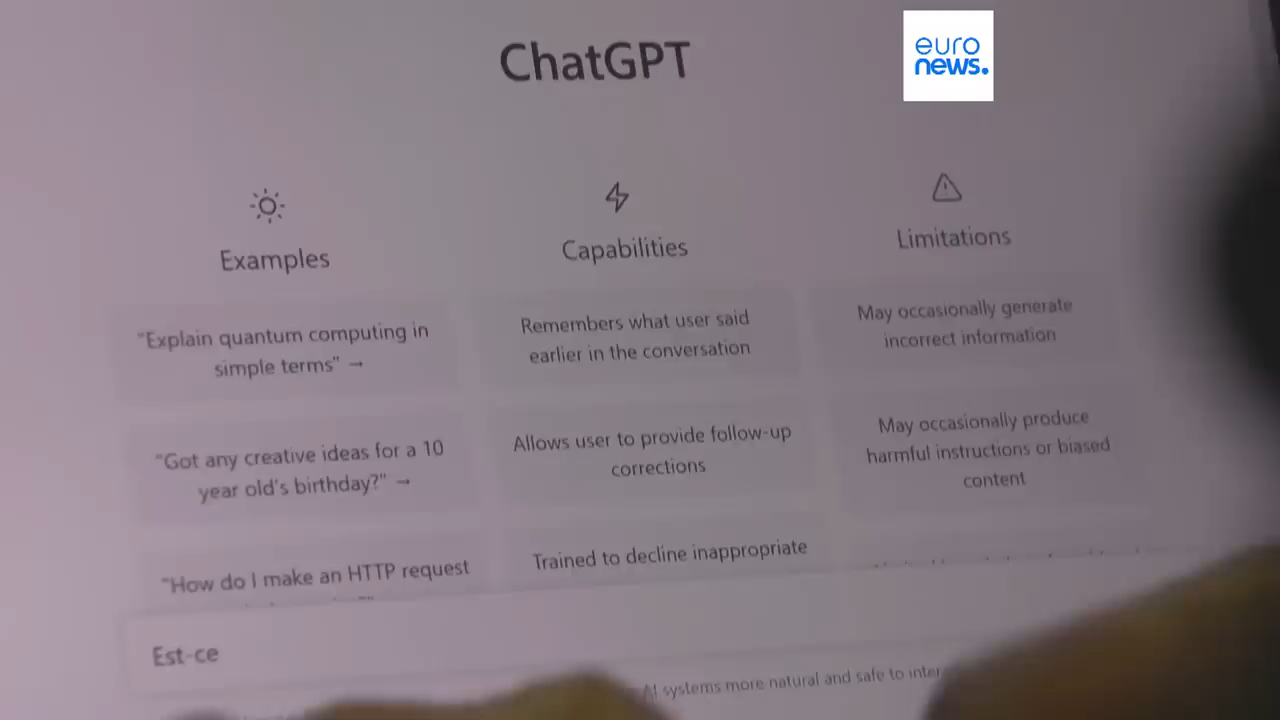 ChatGPT
euro
news.
Examples
Capabilities
Limitations
"Explain quantum computing in
simple terms" →
Remembers what user said
earlier in the conversation
May occasionally generate
incorrect information
"Got any creative ideas for a 10
year old's birthday?" →
Allows user to provide follow-up
corrections
May occasionally produce
harmful instructions or biased
content
"How do I make an HTTP request
Trained to decline inappropriate
Est-ce
AI systems more natural and safe to